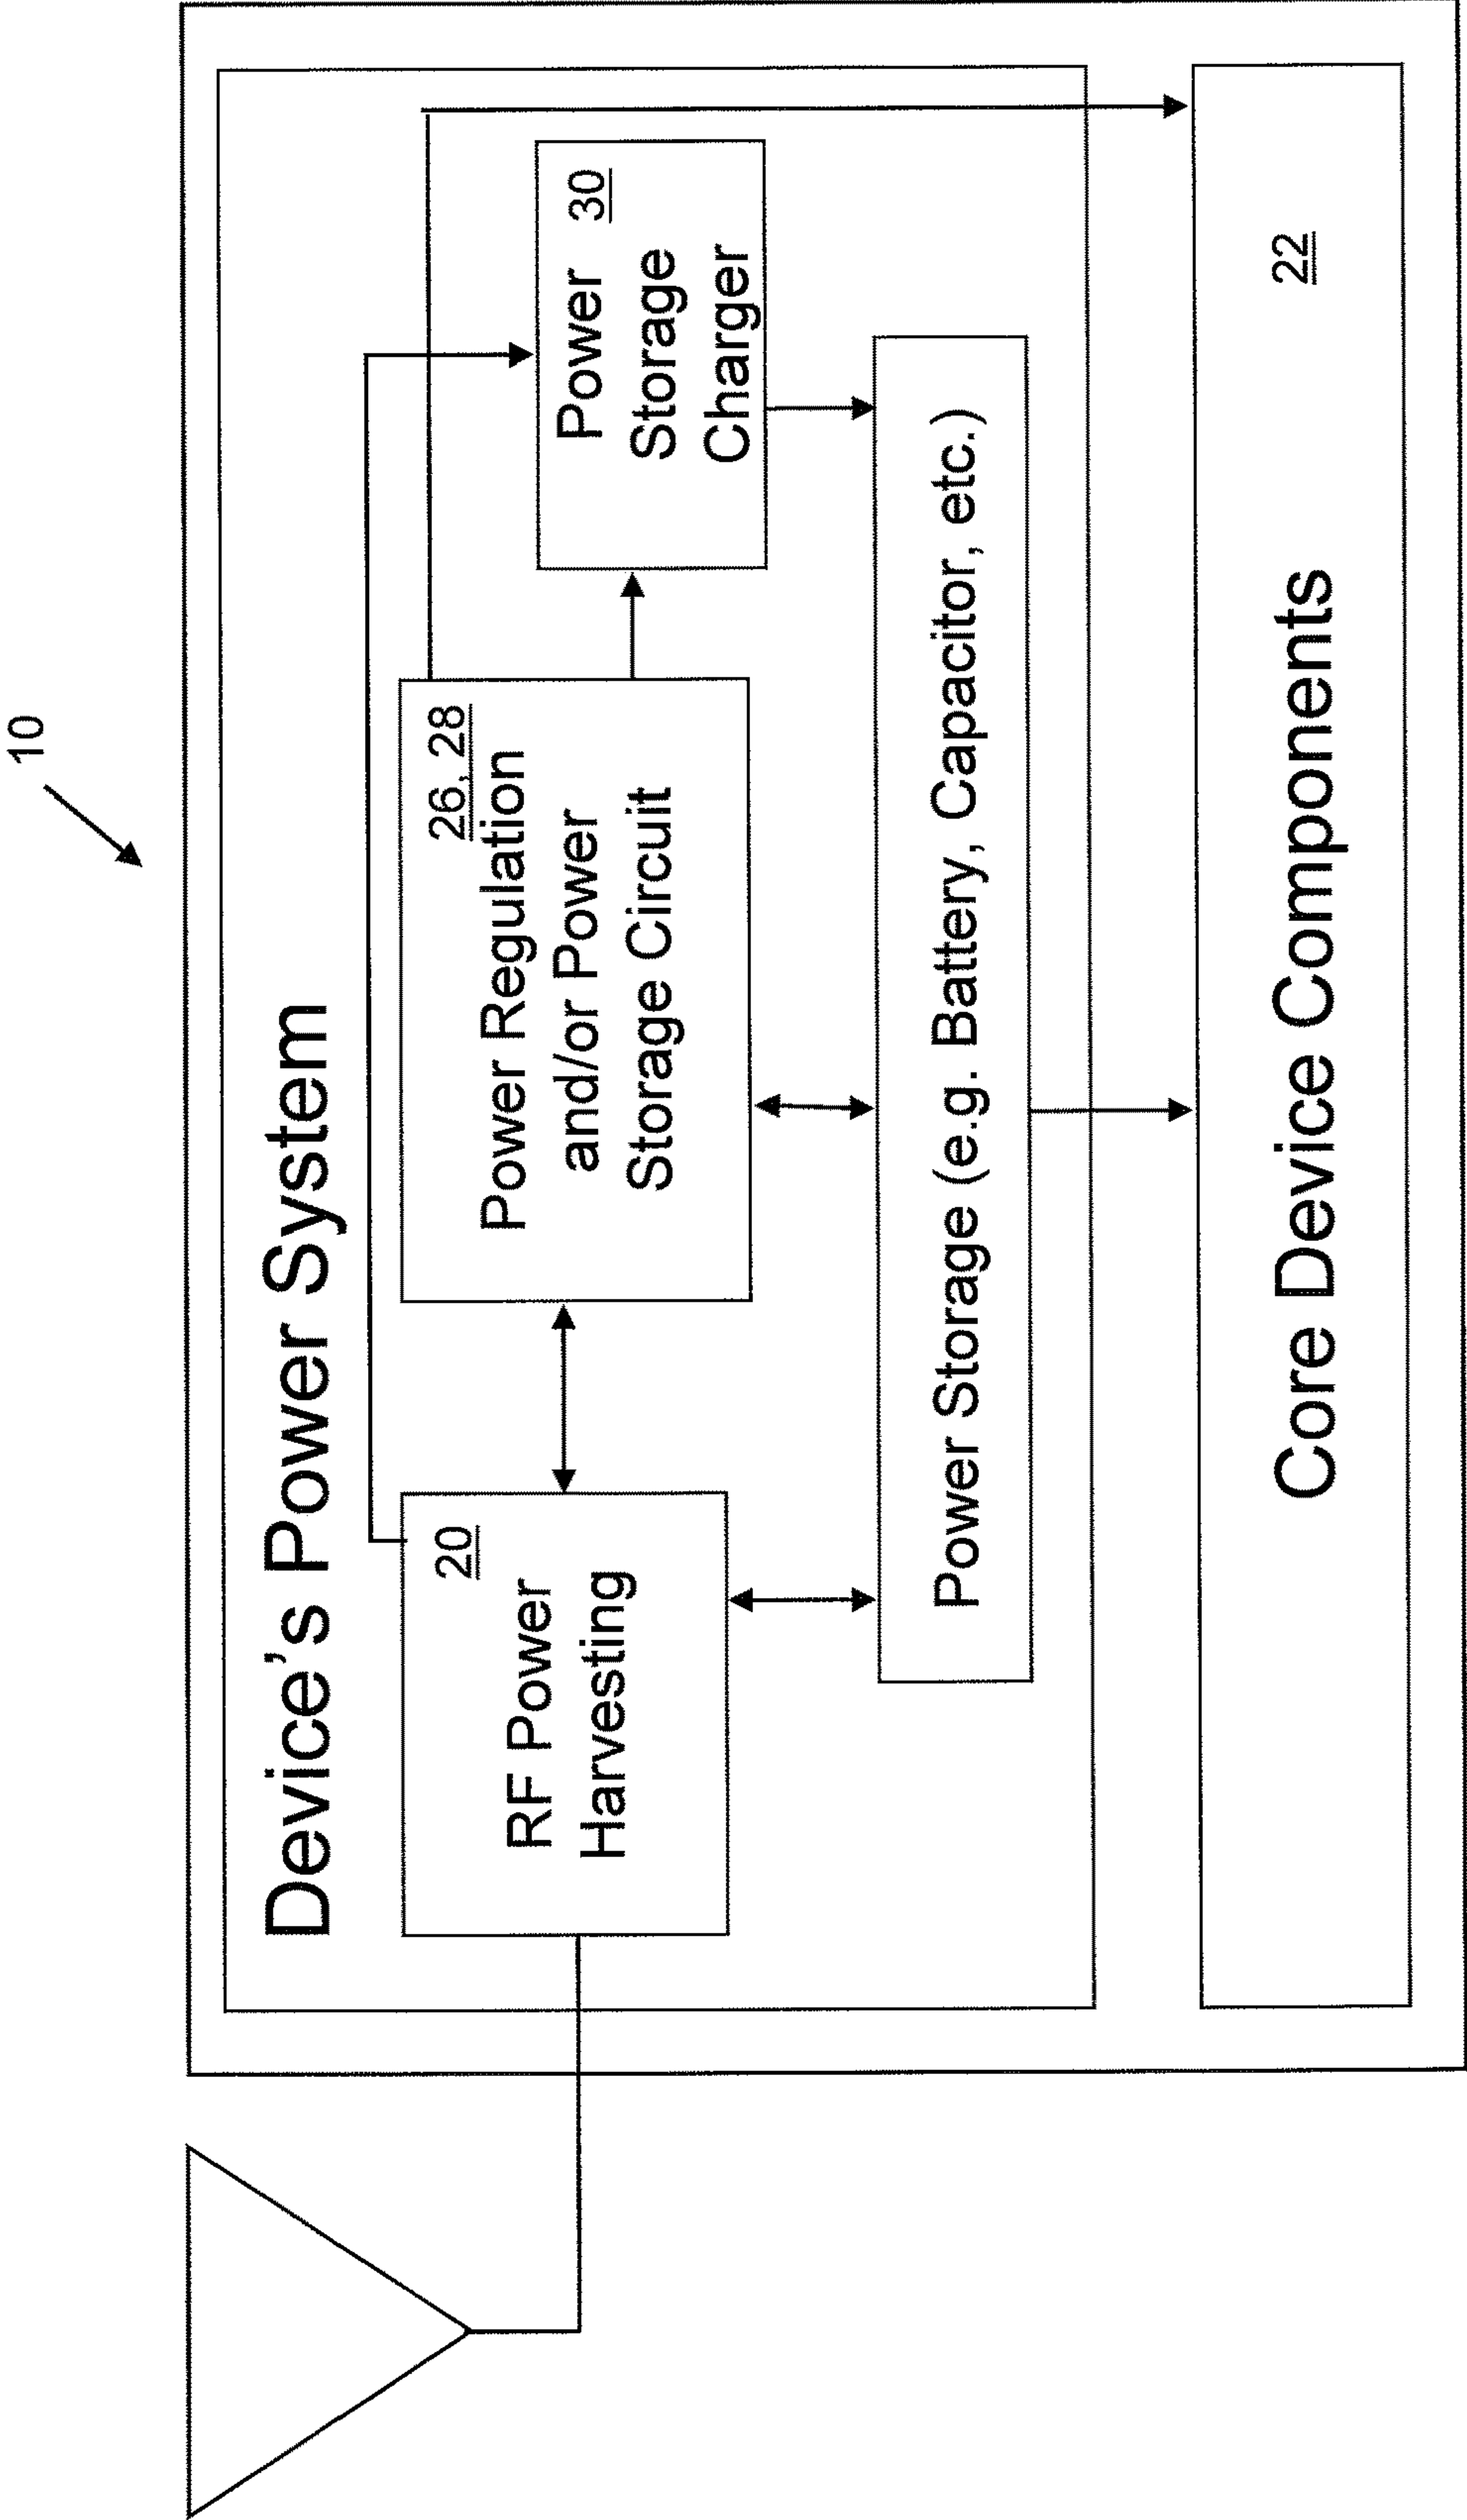 10
Device's Power System
20
RF Power
Harvesting
26, 28
Power Regulation
and/or Power
Storage Circuit
Power 30
Storage
Charger
Power Storage (e.g. Battery, Capacitor, etc.)
22
Core Device Components